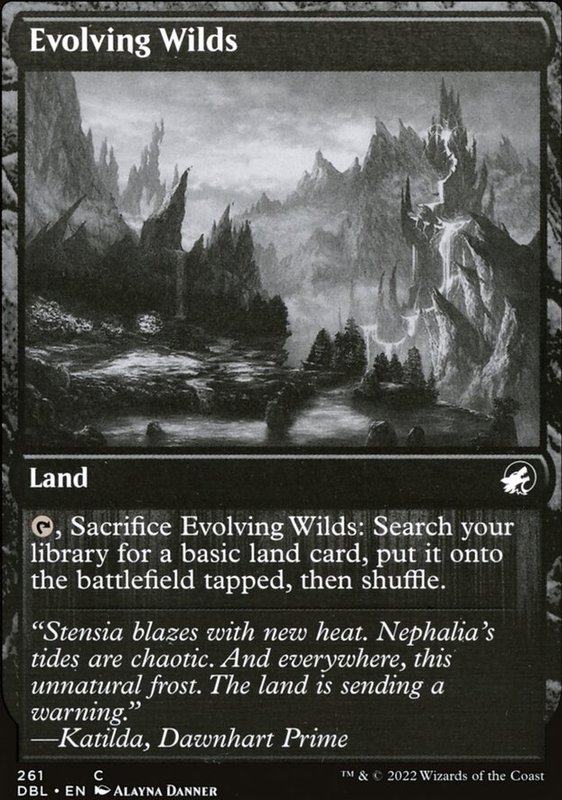 Evolving Wilds
Land
, Sacrifice Evolving Wilds: Search your
library for a basic land card, put it onto
the battlefield tapped, then shuffle.
“Stensia blazes with new heat. Nephalia’s
tides are chaotic. And everywhere, this
unnatural frost. The land is sending a
warning.”
—Katilda, Dawnhart Prime
261 C
DBL • EN Alayna Danner
™ & © 2022 Wizards of the Coast